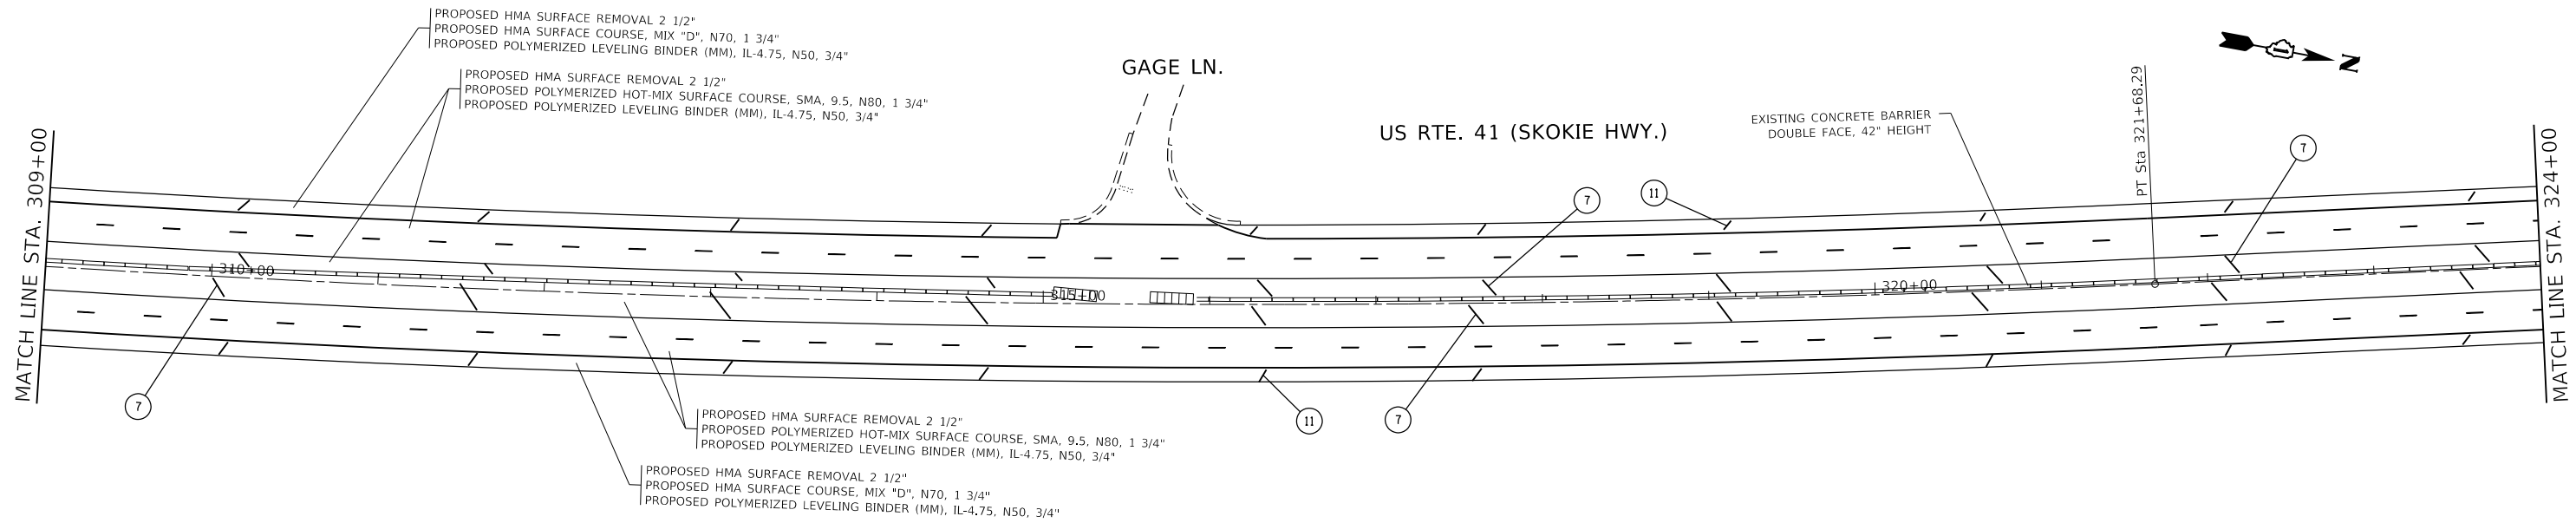 PROPOSED HMA SURFACE REMOVAL 2 1/2"
PROPOSED HMA SURFACE COURSE, MIX "D", N70, 1 3/4"
PROPOSED POLYMERIZED LEVELING BINDER (MM), IL-4.75, N50, 3/4"
PROPOSED HMA SURFACE REMOVAL 2 1/2"
PROPOSED POLYMERIZED HOT-MIX SURFACE COURSE, SMA, 9.5, N80, 1 3/4"
PROPOSED POLYMERIZED LEVELING BINDER (MM), IL-4.75, N50, 3/4"
GAGE LN.
US RTE. 41 (SKOKIE HWY.)
EXISTING CONCRETE BARRIER
DOUBLE FACE, 42" HEIGHT
PT Sta 321+68.29
N
7
7
11
MATCH LINE STA. 309+00
MATCH LINE STA. 324+00
310+00
315+00
320+00
7
11
7
PROPOSED HMA SURFACE REMOVAL 2 1/2"
PROPOSED POLYMERIZED HOT-MIX SURFACE COURSE, SMA, 9.5, N80, 1 3/4"
PROPOSED POLYMERIZED LEVELING BINDER (MM), IL-4.75, N50, 3/4"
PROPOSED HMA SURFACE REMOVAL 2 1/2"
PROPOSED HMA SURFACE COURSE, MIX "D", N70, 1 3/4"
PROPOSED POLYMERIZED LEVELING BINDER (MM), IL-4.75, N50, 3/4"